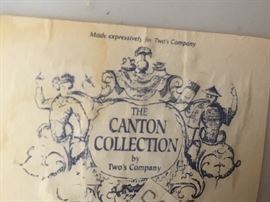 Made expressively for Two's Company
THE
CANTON
COLLECTION
by
Two's Company